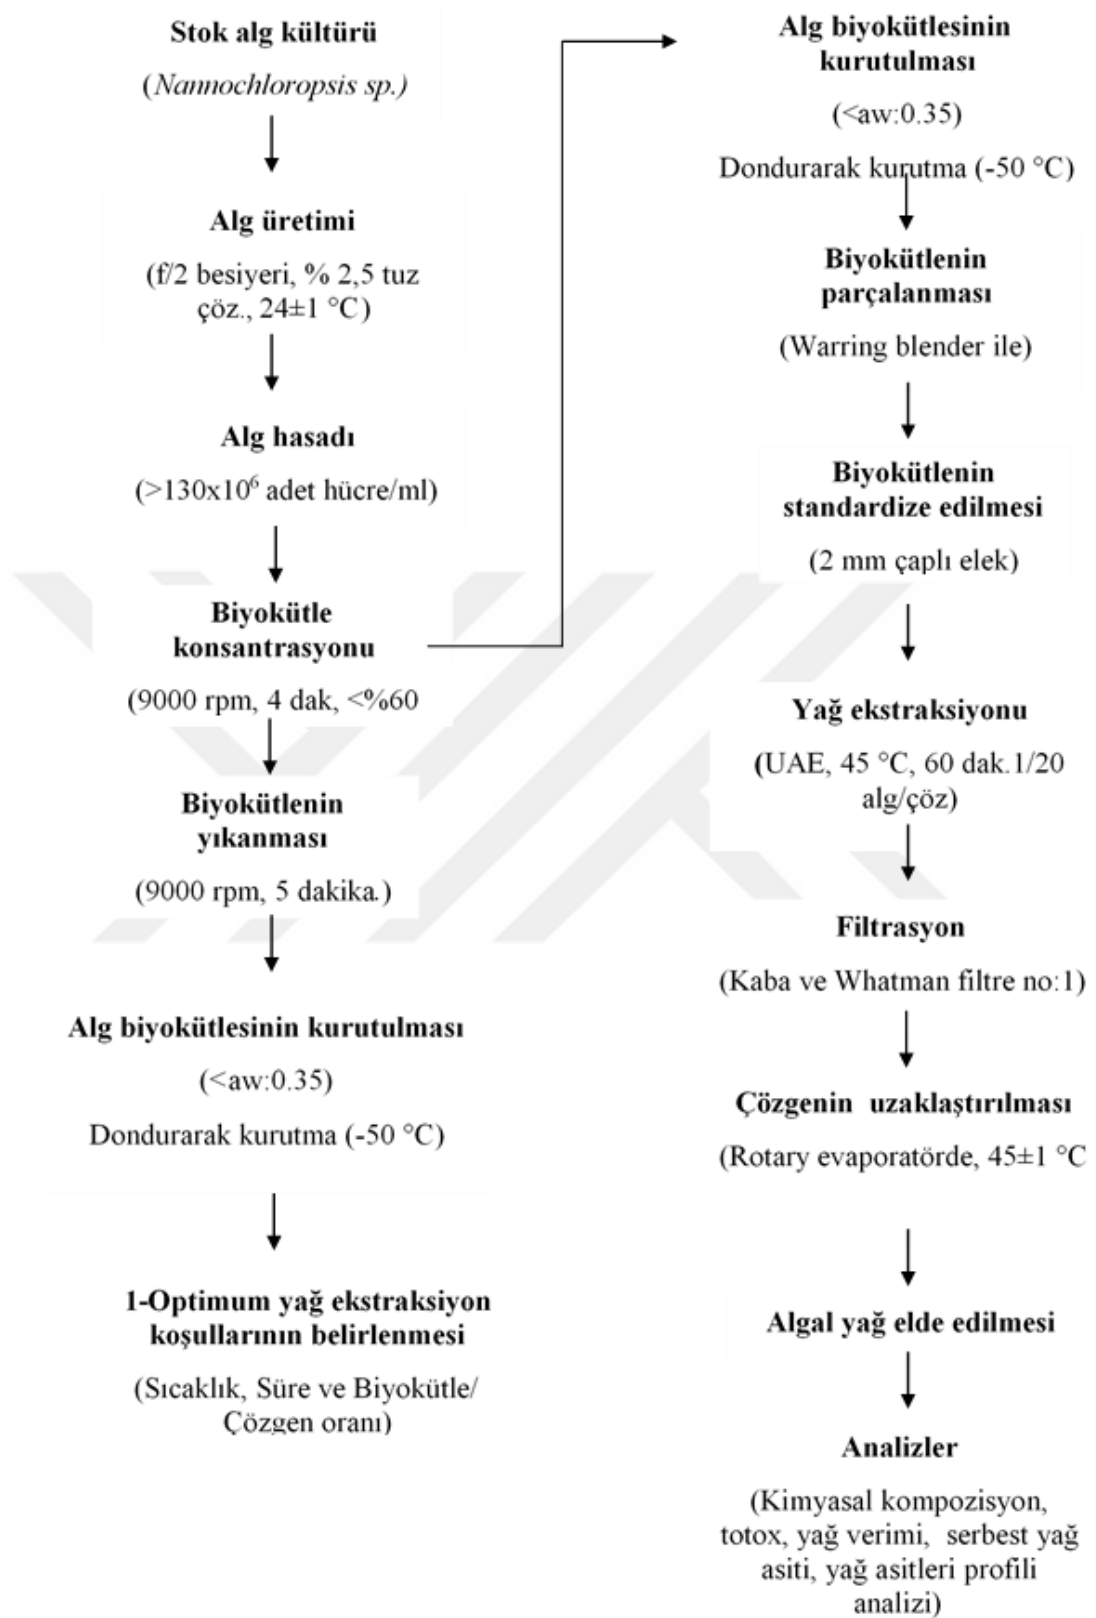 Stok alg kültürü
(Nannochloropsis sp.)
Alg üretimi
(f/2 besiyeri, % 2,5 tuz
çöz., 24±1 °C)
Alg hasadı
(>130x10⁶ adet hücre/ml)
Biyokütle
konsantrasyonu
(9000 rpm, 4 dak, <%60
Biyokütlenin
yıkanması
(9000 rpm, 5 dakika.)
Alg biyokütlesinin kurutulması
(<aw:0.35)
Dondurarak kurutma (-50 °C)
1-Optimum yağ ekstraksiyon
koşullarının belirlenmesi
(Sıcaklık, Süre ve Biyokütle/
Çözgen oranı)
Alg biyokütlesinin
kurutulması
(<aw:0.35)
Dondurarak kurutma (-50 °C)
Biyokütlenin
parçalanması
(Warring blender ile)
Biyokütlenin
standardize edilmesi
(2 mm çaplı elek)
Yağ ekstraksiyonu
(UAE, 45 °C, 60 dak.1/20
alg/çöz)
Filtrasyon
(Kaba ve Whatman filtre no:1)
Çözgenin uzaklaştırılması
(Rotary evaporatörde, 45±1 °C
Algal yağ elde edilmesi
Analizler
(Kimyasal kompozisyon,
totox, yağ verimi, serbest yağ
asiti, yağ asitleri profili
analizi)